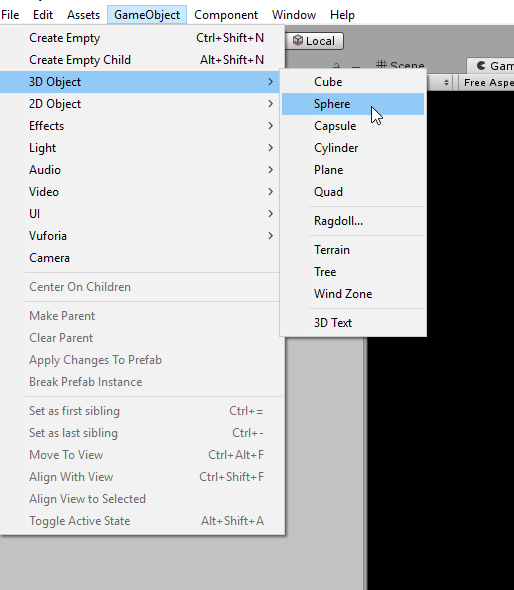 File Edit Assets GameObject Component Window Help
Create Empty Ctrl+Shift+N
Local
Create Empty Child Alt+Shift+N
Scene
3D Object
Cube
Free Aspe
2D Object
Sphere
Effects
Capsule
Light
Cylinder
Audio
Plane
Video
Quad
UI
Ragdoll...
Vuforia
Terrain
Camera
Tree
Center On Children
Wind Zone
Make Parent
3D Text
Clear Parent
Apply Changes To Prefab
Break Prefab Instance
Set as first sibling Ctrl+=
Set as last sibling Ctrl+-
Move To View Ctrl+Alt+F
Align With View Ctrl+Shift+F
Align View to Selected
Toggle Active State Alt+Shift+A